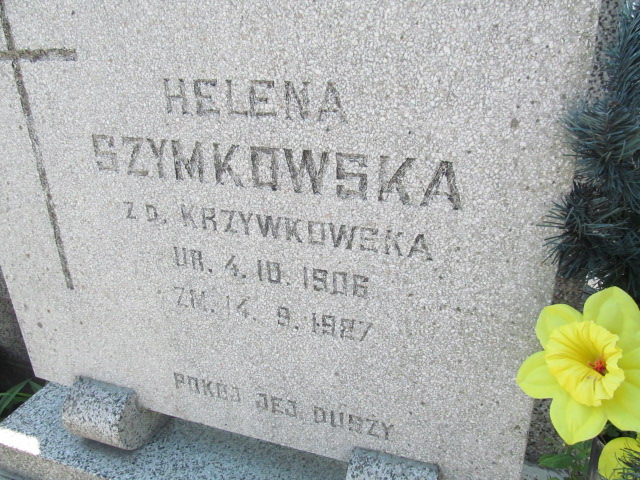 HELENA
SZYMKOWSKA
Z D. KRZYWKOWSKA
UR. 4.10.1906
ZM. 14.9.1987
POKÓJ JEJ DUSZY